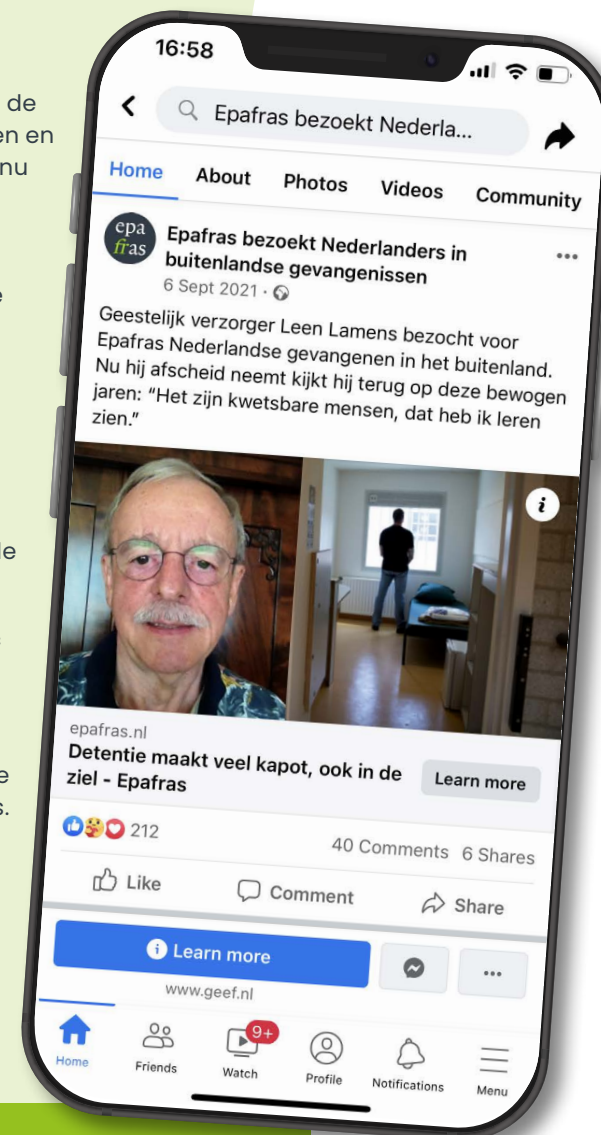 de
en en
nu
e
de
e
s.
16:58
Epafras bezoekt Nederla...
Home About Photos Videos Community
epa
fras
Epafras bezoekt Nederlanders in
buitenlandse gevangenissen
6 Sept 2021 ·
Geestelijk verzorger Leen Lamens bezocht voor
Epafras Nederlandse gevangenen in het buitenland.
Nu hij afscheid neemt kijkt hij terug op deze bewogen
jaren: “Het zijn kwetsbare mensen, dat heb ik leren
zien.”
i
epafras.nl
Detentie maakt veel kapot, ook in de
ziel - Epafras
Learn more
212
40 Comments 6 Shares
Like Comment Share
i Learn more
www.geef.nl
9+
Home Friends Watch Profile Notifications Menu